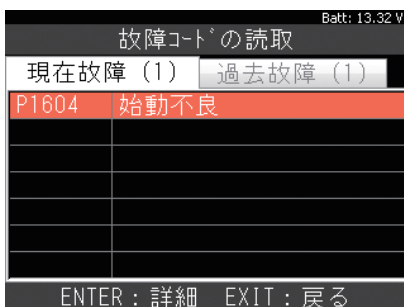 Batt: 13.32 V
故障ｺｰﾄﾞの読取
現在故障 (1) 過去故障 (1)
P1604 始動不良
ENTER : 詳細 EXIT : 戻る